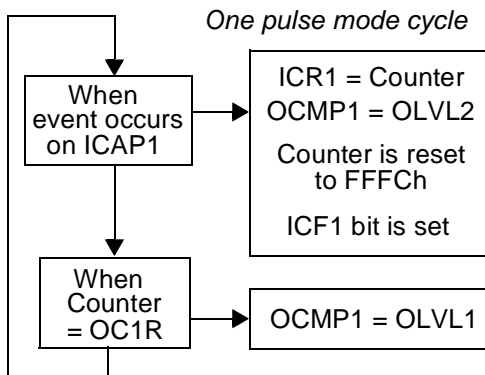 One pulse mode cycle
When
event occurs
on ICAP1
ICR1 = Counter
OCMP1 = OLVL2
Counter is reset
to FFFCh
ICF1 bit is set
When
Counter
= OC1R
OCMP1 = OLVL1